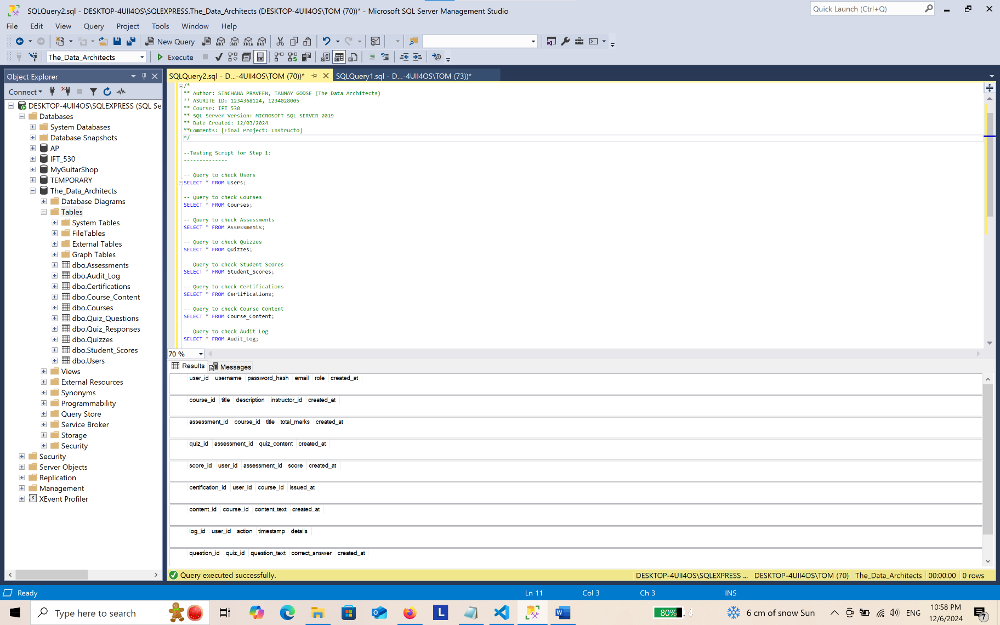 SQLQuery2.sql - DESKTOP-4UII4OS\SQLEXPRESS.The_Data_Architects (DESKTOP-4UII4OS\TOM (70))* - Microsoft SQL Server Management Studio
Quick Launch (Ctrl+Q)
File Edit View Query Project Tools Window Help
New Query MDX DMX XMLA DAX
The_Data_Architects Execute
Object Explorer
SQLQuery2.sql - D...-4UII4OS\TOM (70))* SQLQuery1.sql - D...-4UII4OS\TOM (73))*
Connect
DESKTOP-4UII4OS\SQLEXPRESS (SQL Se
Databases
System Databases
Database Snapshots
AP
IFT_530
MyGuitarShop
TEMPORARY
The_Data_Architects
Database Diagrams
Tables
System Tables
FileTables
External Tables
Graph Tables
dbo.Assessments
dbo.Audit_Log
dbo.Certifications
dbo.Course_Content
dbo.Courses
dbo.Quiz_Questions
dbo.Quiz_Responses
dbo.Quizzes
dbo.Student_Scores
dbo.Users
Views
External Resources
Synonyms
Programmability
Query Store
Service Broker
Storage
Security
Security
Server Objects
Replication
Management
XEvent Profiler
/*
** Author: SINCHANA PRAVEEN, TANMAY GODSE (The Data Architects)
** ASURITE ID: 1234368124, 1234028005
** Course: IFT 530
** SQL Server Version: MICROSOFT SQL SERVER 2019
** Date Created: 12/03/2024
**Comments: [Final Project: Instructo]
*/
--Testing Script for Step 1:
--------------
-- Query to check Users
SELECT * FROM Users;
-- Query to check Courses
SELECT * FROM Courses;
-- Query to check Assessments
SELECT * FROM Assessments;
-- Query to check Quizzes
SELECT * FROM Quizzes;
-- Query to check Student Scores
SELECT * FROM Student_Scores;
-- Query to check Certifications
SELECT * FROM Certifications;
-- Query to check Course Content
SELECT * FROM Course_Content;
-- Query to check Audit Log
SELECT * FROM Audit_Log;
70 %
Results Messages
user_id username password_hash email role created_at
course_id title description instructor_id created_at
assessment_id course_id title total_marks created_at
quiz_id assessment_id quiz_content created_at
score_id user_id assessment_id score created_at
certification_id user_id course_id issued_at
content_id course_id content_text created_at
log_id user_id action timestamp details
question_id quiz_id question_text correct_answer created_at
Query executed successfully. DESKTOP-4UII4OS\SQLEXPRESS ... DESKTOP-4UII4OS\TOM (70) The_Data_Architects 00:00:00 0 rows
Ready Ln 11 Col 3 Ch 3 INS
Type here to search L W 80% 6 cm of snow Sun ENG 10:58 PM
12/6/2024 7